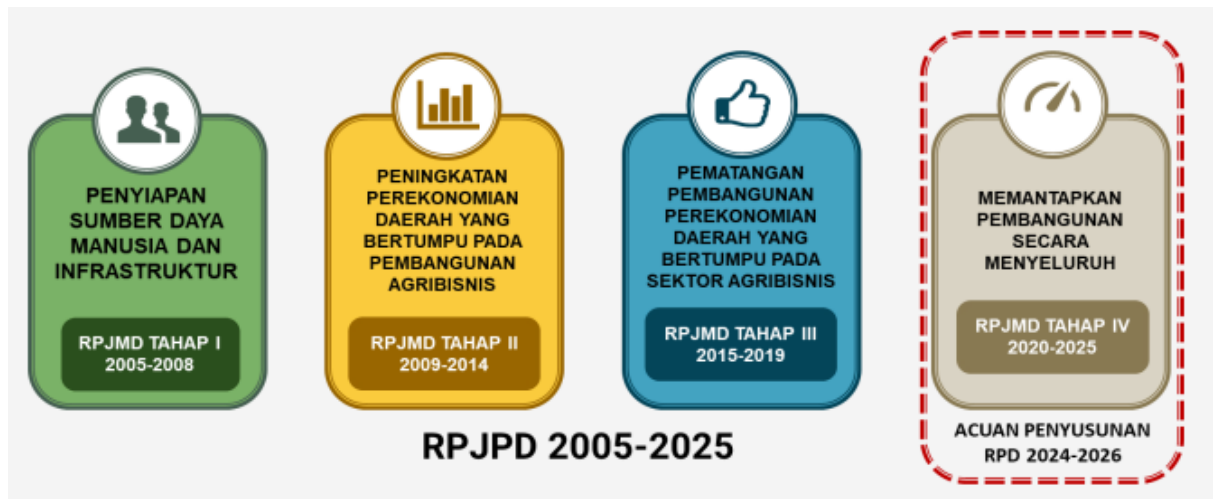 PENYIAPAN
SUMBER DAYA
MANUSIA DAN
INFRASTRUKTUR
RPJMD TAHAP I
2005-2008
PENINGKATAN
PEREKONOMIAN
DAERAH YANG
BERTUMPU PADA
PEMBANGUNAN
AGRIBISNIS
RPJMD TAHAP II
2009-2014
PEMATANGAN
PEMBANGUNAN
PEREKONOMIAN
DAERAH YANG
BERTUMPU PADA
SEKTOR AGRIBISNIS
RPJMD TAHAP III
2015-2019
MEMANTAPKAN
PEMBANGUNAN
SECARA
MENYELURUH
RPJMD TAHAP IV
2020-2025
ACUAN PENYUSUNAN
RPD 2024-2026
RPJPD 2005-2025